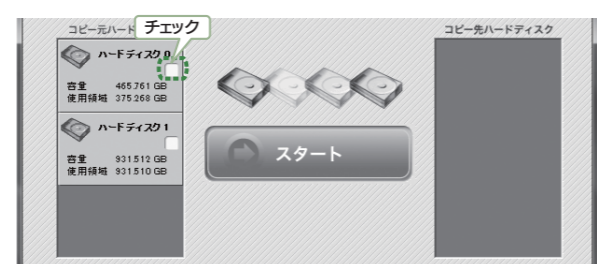 コピー元ハード
チェック
コピー先ハードディスク
ハードディスク 0
容量 465.761 GB
使用領域 375.268 GB
ハードディスク 1
容量 931.512 GB
使用領域 931.510 GB
スタート